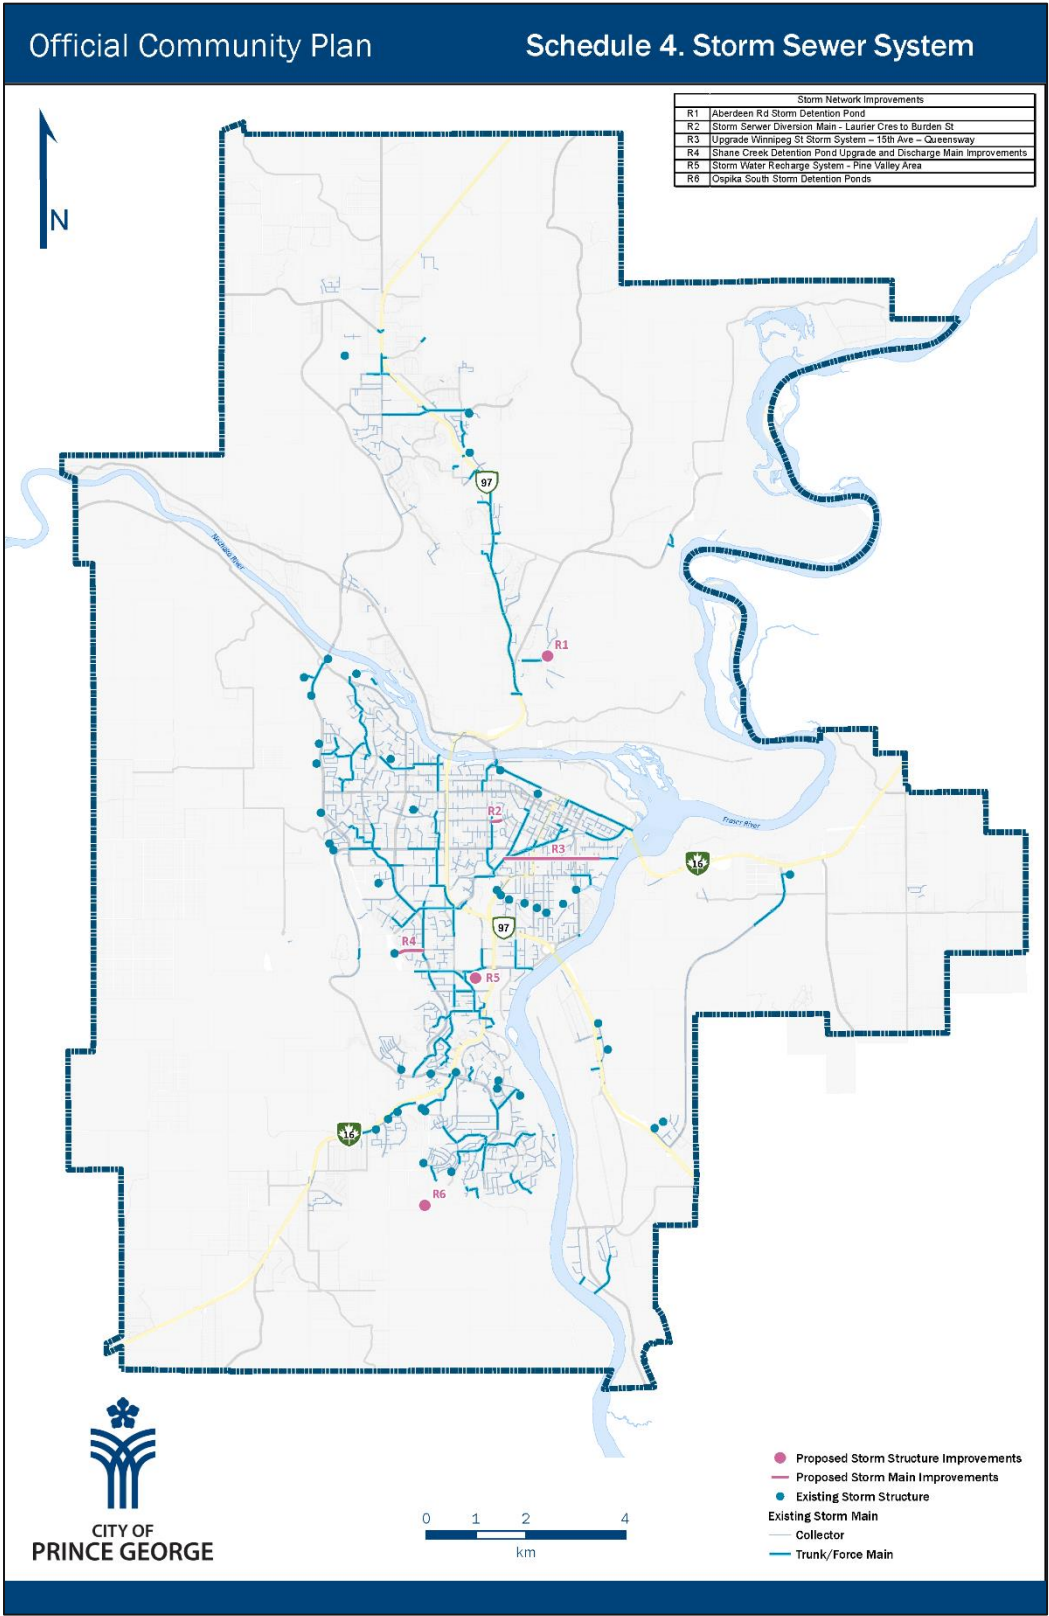 Official Community Plan
Schedule 4. Storm Sewer System
Storm Network Improvements
R1 Aberdeen Rd Storm Detention Pond
R2 Storm Serwer Diversion Main - Laurier Cres to Burden St
R3 Upgrade Winnipeg St Storm System – 15th Ave – Queensway
R4 Shane Creek Detention Pond Upgrade and Discharge Main Improvements
R5 Storm Water Recharge System - Pine Valley Area
R6 Ospika South Storm Detention Ponds
N
97
Nechako River
R1
R2
R3
Fraser River
16
97
R4
R5
16
R6
Proposed Storm Structure Improvements
Proposed Storm Main Improvements
Existing Storm Structure
Existing Storm Main
Collector
Trunk/Force Main
0 1 2 4
km
CITY OF
PRINCE GEORGE